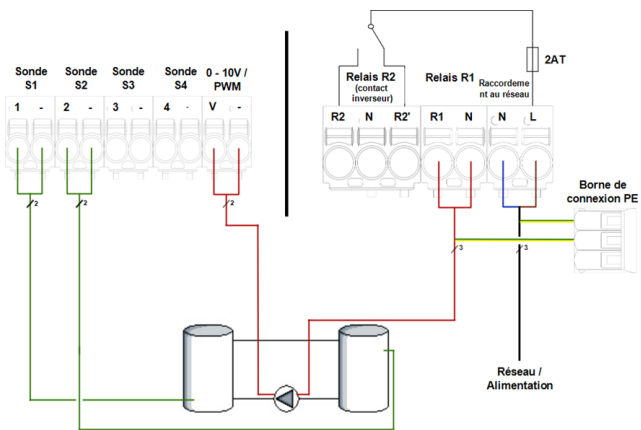 2AT
Sonde S1
Sonde S2
Sonde S3
Sonde S4
0 - 10V / PWM
Relais R2
(contact
inverseur)
Relais R1
Raccordeme
nt au réseau
1 - 2 - 3 - 4 - V -
R2 N R2' R1 N N L
Borne de
connexion PE
2 2 2 3 3
Réseau /
Alimentation